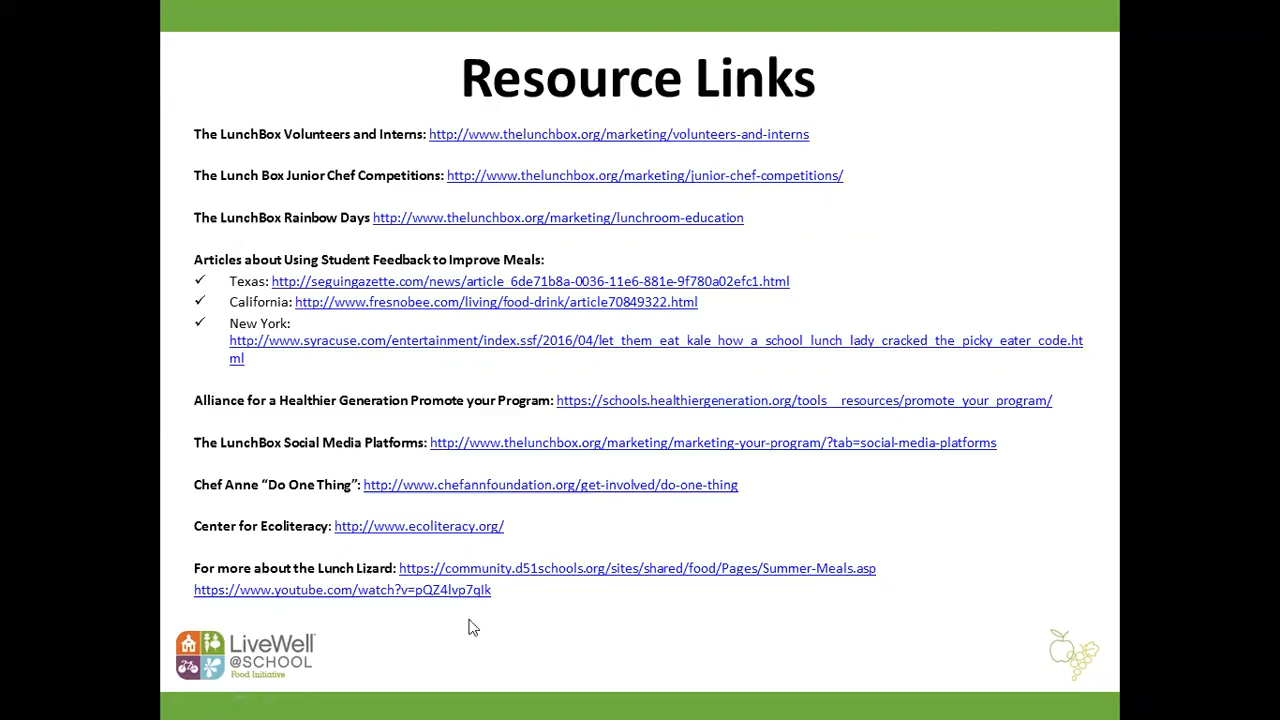 Resource Links
The LunchBox Volunteers and Interns: http://www.thelunchbox.org/marketing/volunteers-and-interns
The Lunch Box Junior Chef Competitions: http://www.thelunchbox.org/marketing/junior-chef-competitions/
The LunchBox Rainbow Days http://www.thelunchbox.org/marketing/lunchroom-education
Articles about Using Student Feedback to Improve Meals:
✓ Texas: http://seguingazette.com/news/article_6de71b8a-0036-11e6-881e-9f780a02efc1.html
✓ California: http://www.fresnobee.com/living/food-drink/article70849322.html
✓ New York:
http://www.syracuse.com/entertainment/index.ssf/2016/04/let_them_eat_kale_how_a_school_lunch_lady_cracked_the_picky_eater_code.ht
ml
Alliance for a Healthier Generation Promote your Program: https://schools.healthiergeneration.org/tools__resources/promote_your_program/
The LunchBox Social Media Platforms: http://www.thelunchbox.org/marketing/marketing-your-program/?tab=social-media-platforms
Chef Anne “Do One Thing”: http://www.chefannfoundation.org/get-involved/do-one-thing
Center for Ecoliteracy: http://www.ecoliteracy.org/
For more about the Lunch Lizard: https://community.d51schools.org/sites/shared/food/Pages/Summer-Meals.asp
https://www.youtube.com/watch?v=pQZ4lvp7qIk
LiveWell
@SCHOOL
Food Initiative